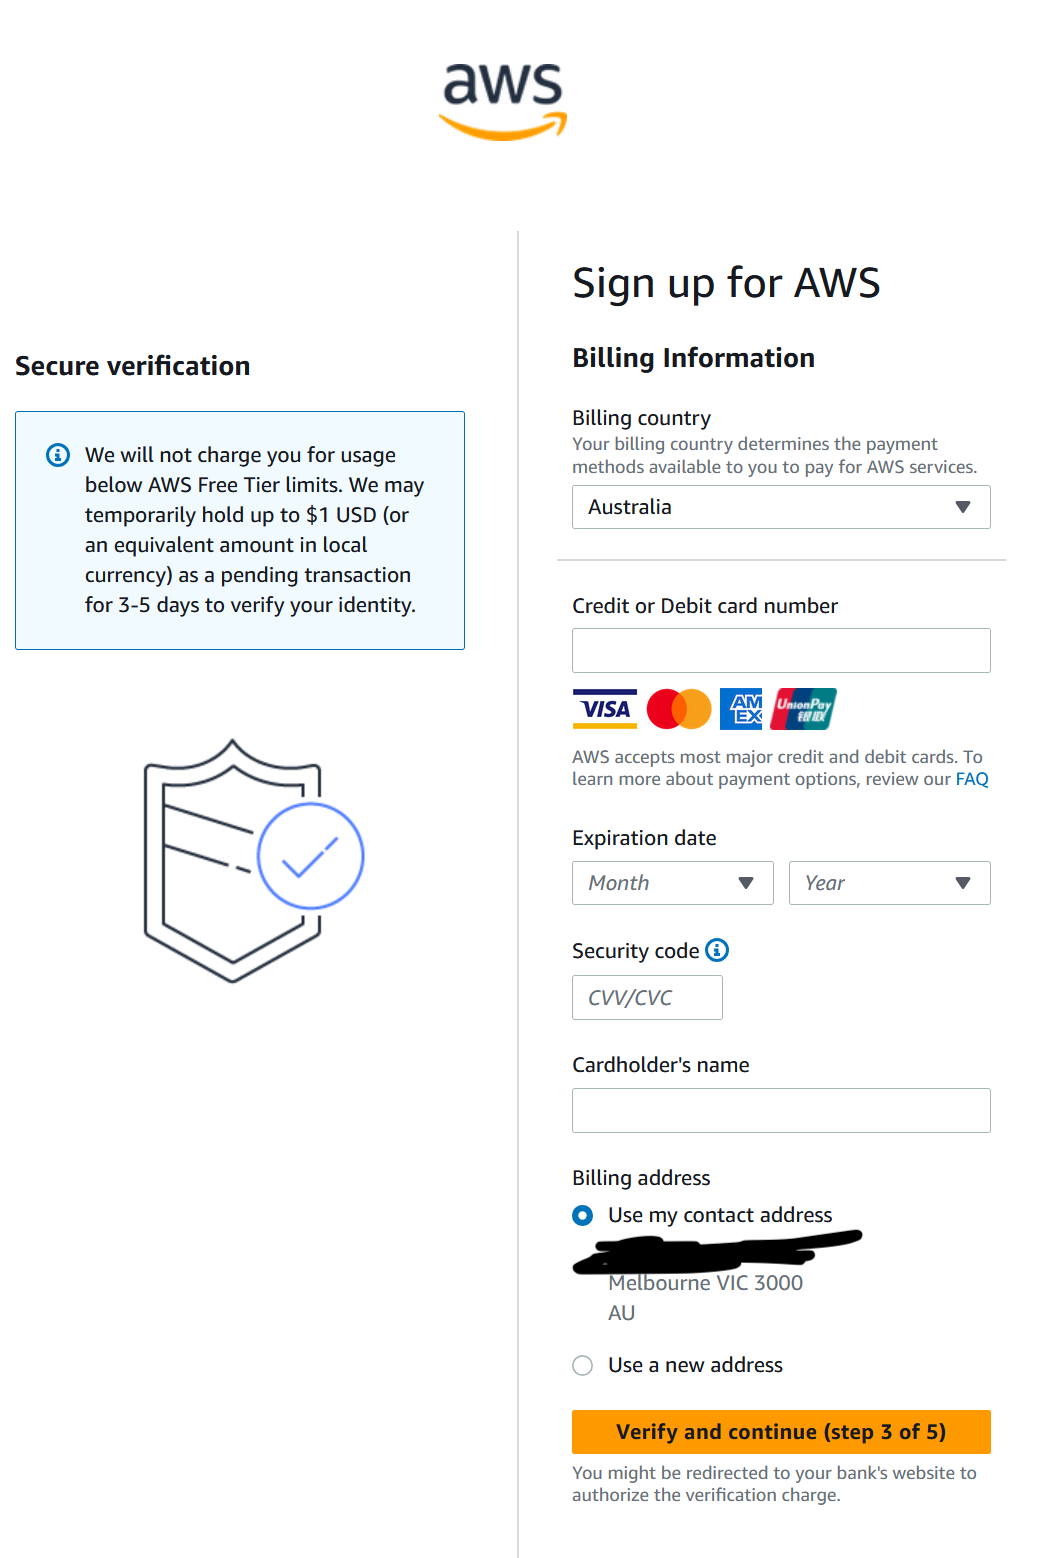 aws
Secure verification
We will not charge you for usage
below AWS Free Tier limits. We may
temporarily hold up to $1 USD (or
an equivalent amount in local
currency) as a pending transaction
for 3-5 days to verify your identity.
Sign up for AWS
Billing Information
Billing country
Your billing country determines the payment
methods available to you to pay for AWS services.
Australia
Credit or Debit card number
VISA AM EX UnionPay 银联
AWS accepts most major credit and debit cards. To
learn more about payment options, review our FAQ
Expiration date
Month Year
Security code
CVV/CVC
Cardholder's name
Billing address
Use my contact address
Melbourne VIC 3000
AU
Use a new address
Verify and continue (step 3 of 5)
You might be redirected to your bank's website to
authorize the verification charge.